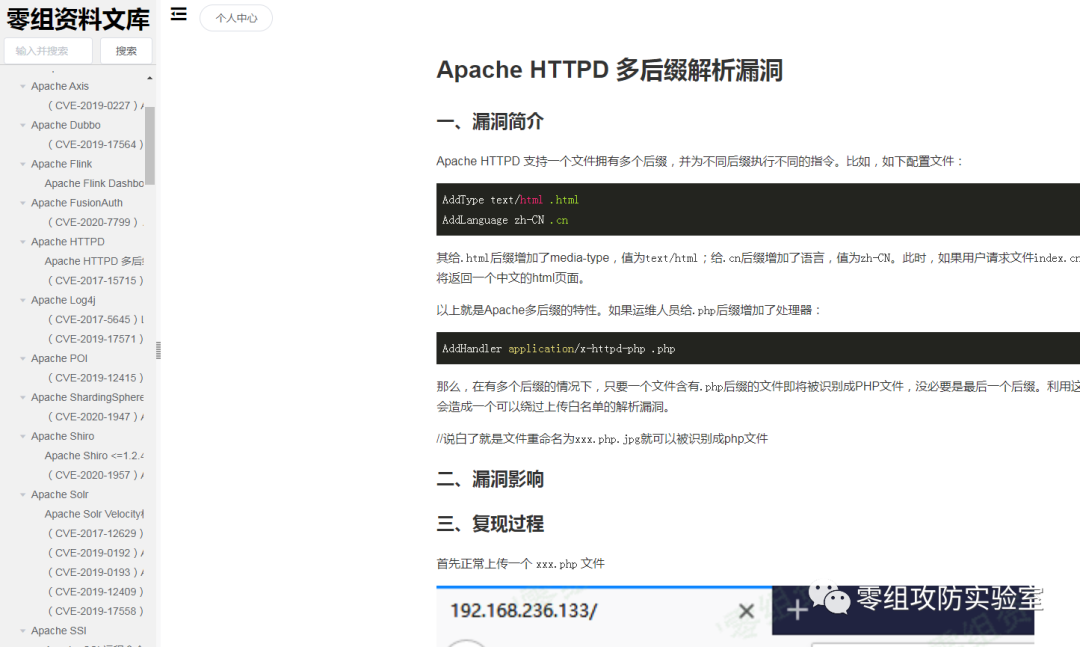 零组资料文库
个人中心
输入并搜索
搜索
Apache Axis
（CVE-2019-0227）
Apache Dubbo
（CVE-2019-17564）
Apache Flink
Apache Flink Dashbo
Apache FusionAuth
（CVE-2020-7799）
Apache HTTPD
Apache HTTPD 多后
（CVE-2017-15715）
Apache Log4j
（CVE-2017-5645）
（CVE-2019-17571）
Apache POI
（CVE-2019-12415）
Apache ShardingSphere
（CVE-2020-1947）
Apache Shiro
Apache Shiro <=1.2.
（CVE-2020-1957）
Apache Solr
Apache Solr Velocity
（CVE-2017-12629）
（CVE-2019-0192）
（CVE-2019-0193）
（CVE-2019-12409）
（CVE-2019-17558）
Apache SSI
Apache HTTPD 多后缀解析漏洞
一、漏洞简介
Apache HTTPD 支持一个文件拥有多个后缀，并为不同后缀执行不同的指令。比如，如下配置文件：
AddType text/html .html
AddLanguage zh-CN .cn
其给.html后缀增加了media-type，值为text/html；给.cn后缀增加了语言，值为zh-CN。此时，如果用户请求文件index.cn
将返回一个中文的html页面。
以上就是Apache多后缀的特性。如果运维人员给.php后缀增加了处理器：
AddHandler application/x-httpd-php .php
那么，在有多个后缀的情况下，只要一个文件含有.php后缀的文件即将被识别成PHP文件，没必要是最后一个后缀。利用这
会造成一个可以绕过上传白名单的解析漏洞。
//说白了就是文件重命名为xxx.php.jpg就可以被识别成php文件
二、漏洞影响
三、复现过程
首先正常上传一个 xxx.php 文件
192.168.236.133/
零组攻防实验室